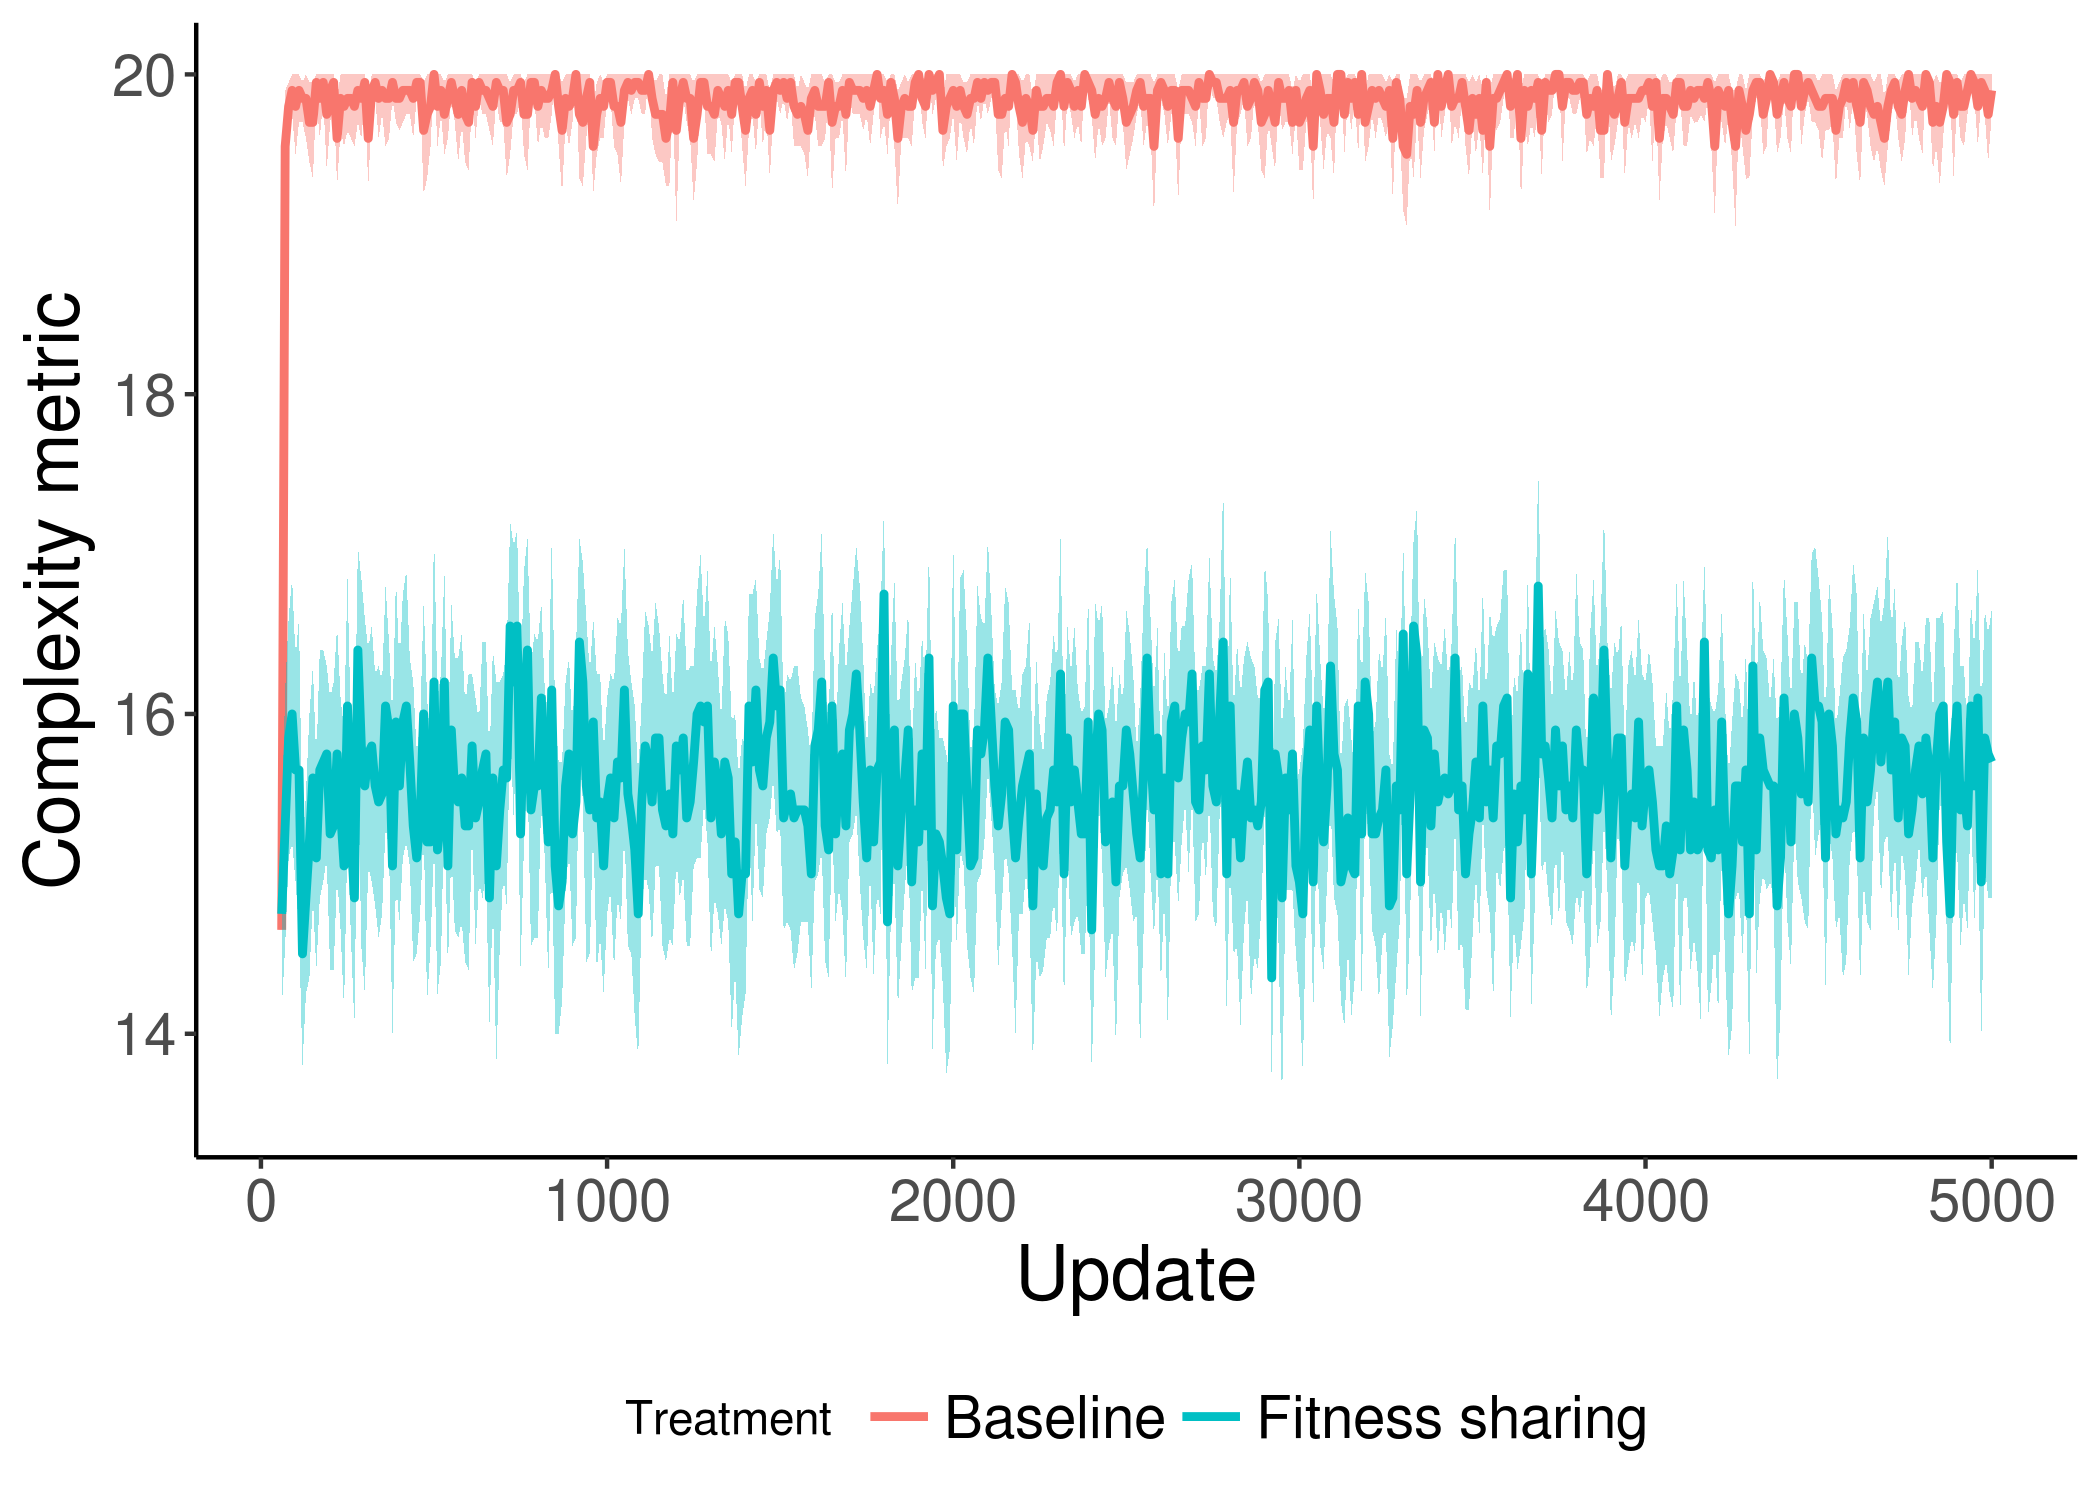 Complexity metric
20
18
16
14
0 1000 2000 3000 4000 5000
Update
Treatment Baseline Fitness sharing